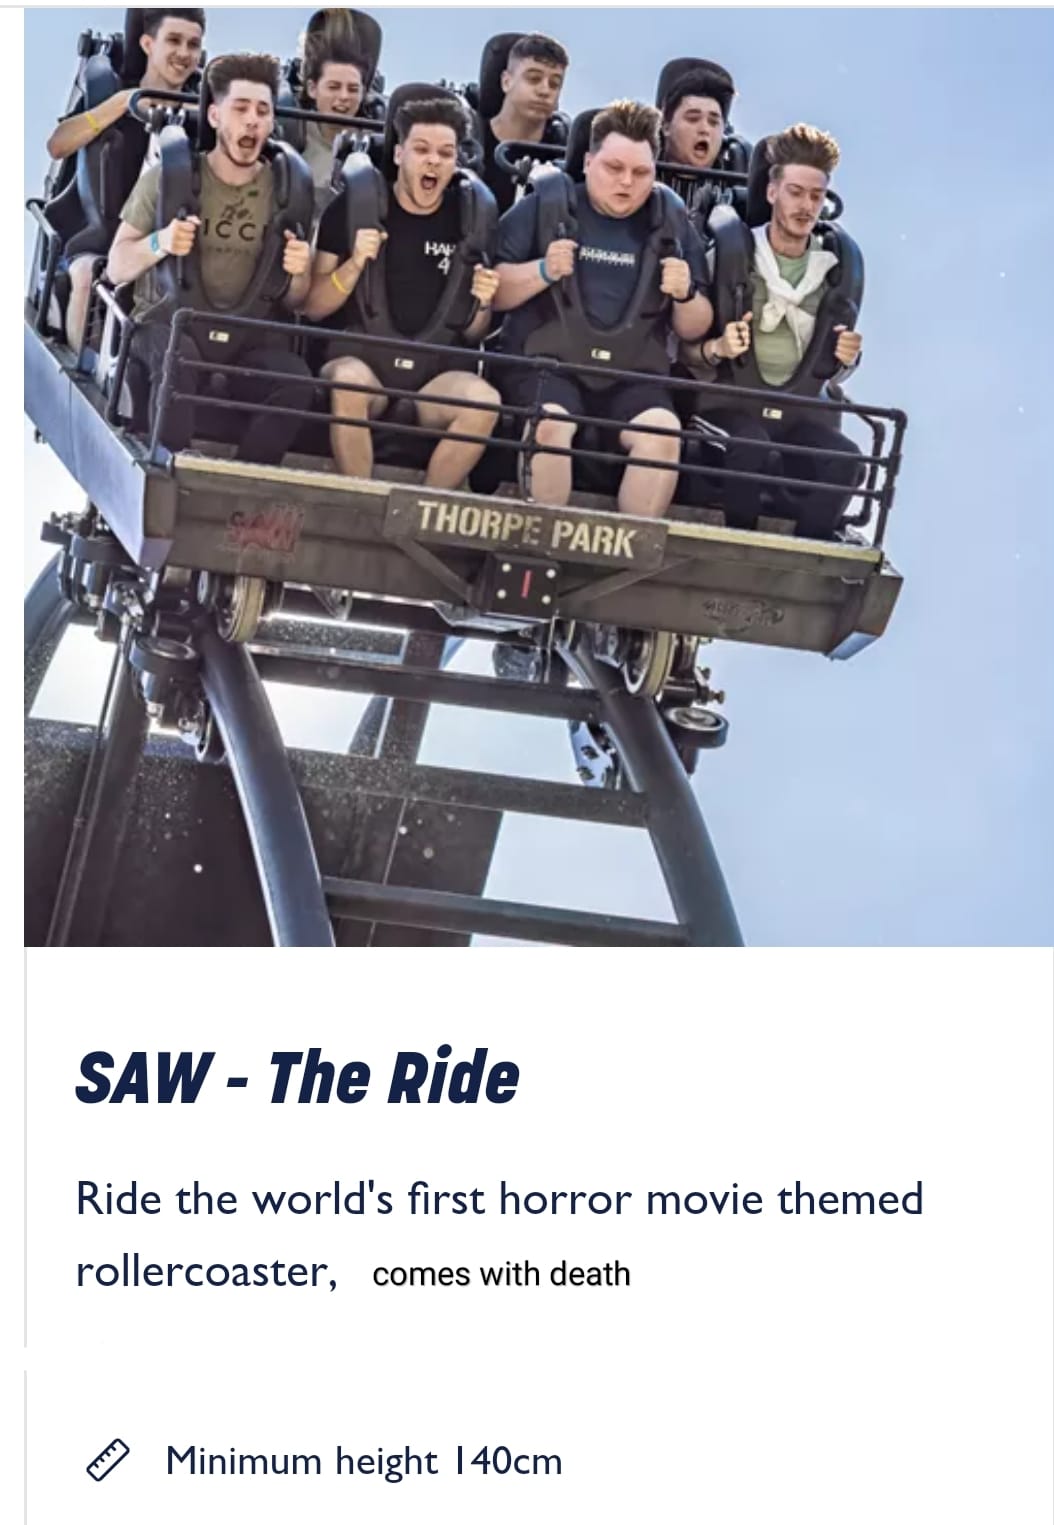 THORPE PARK
SAW - The Ride
Ride the world's first horror movie themed
rollercoaster, comes with death
Minimum height 140cm